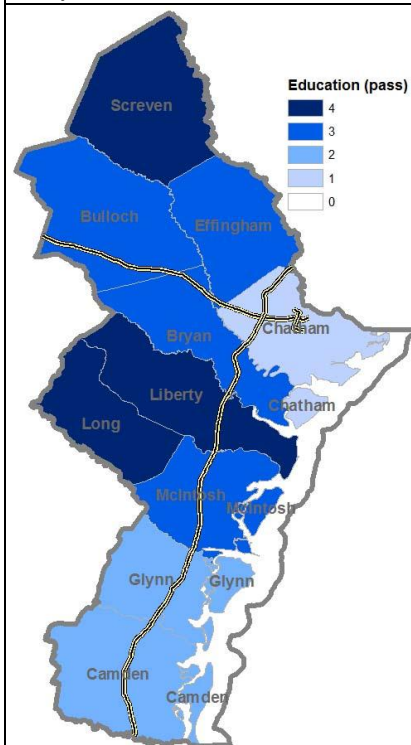 Education (pass)
4
3
2
1
0
Screven
Bulloch
Effingham
Bryan
Chatham
Liberty
Chatham
Long
McIntosh
McIntosh
Glynn
Glynn
Camden
Camden